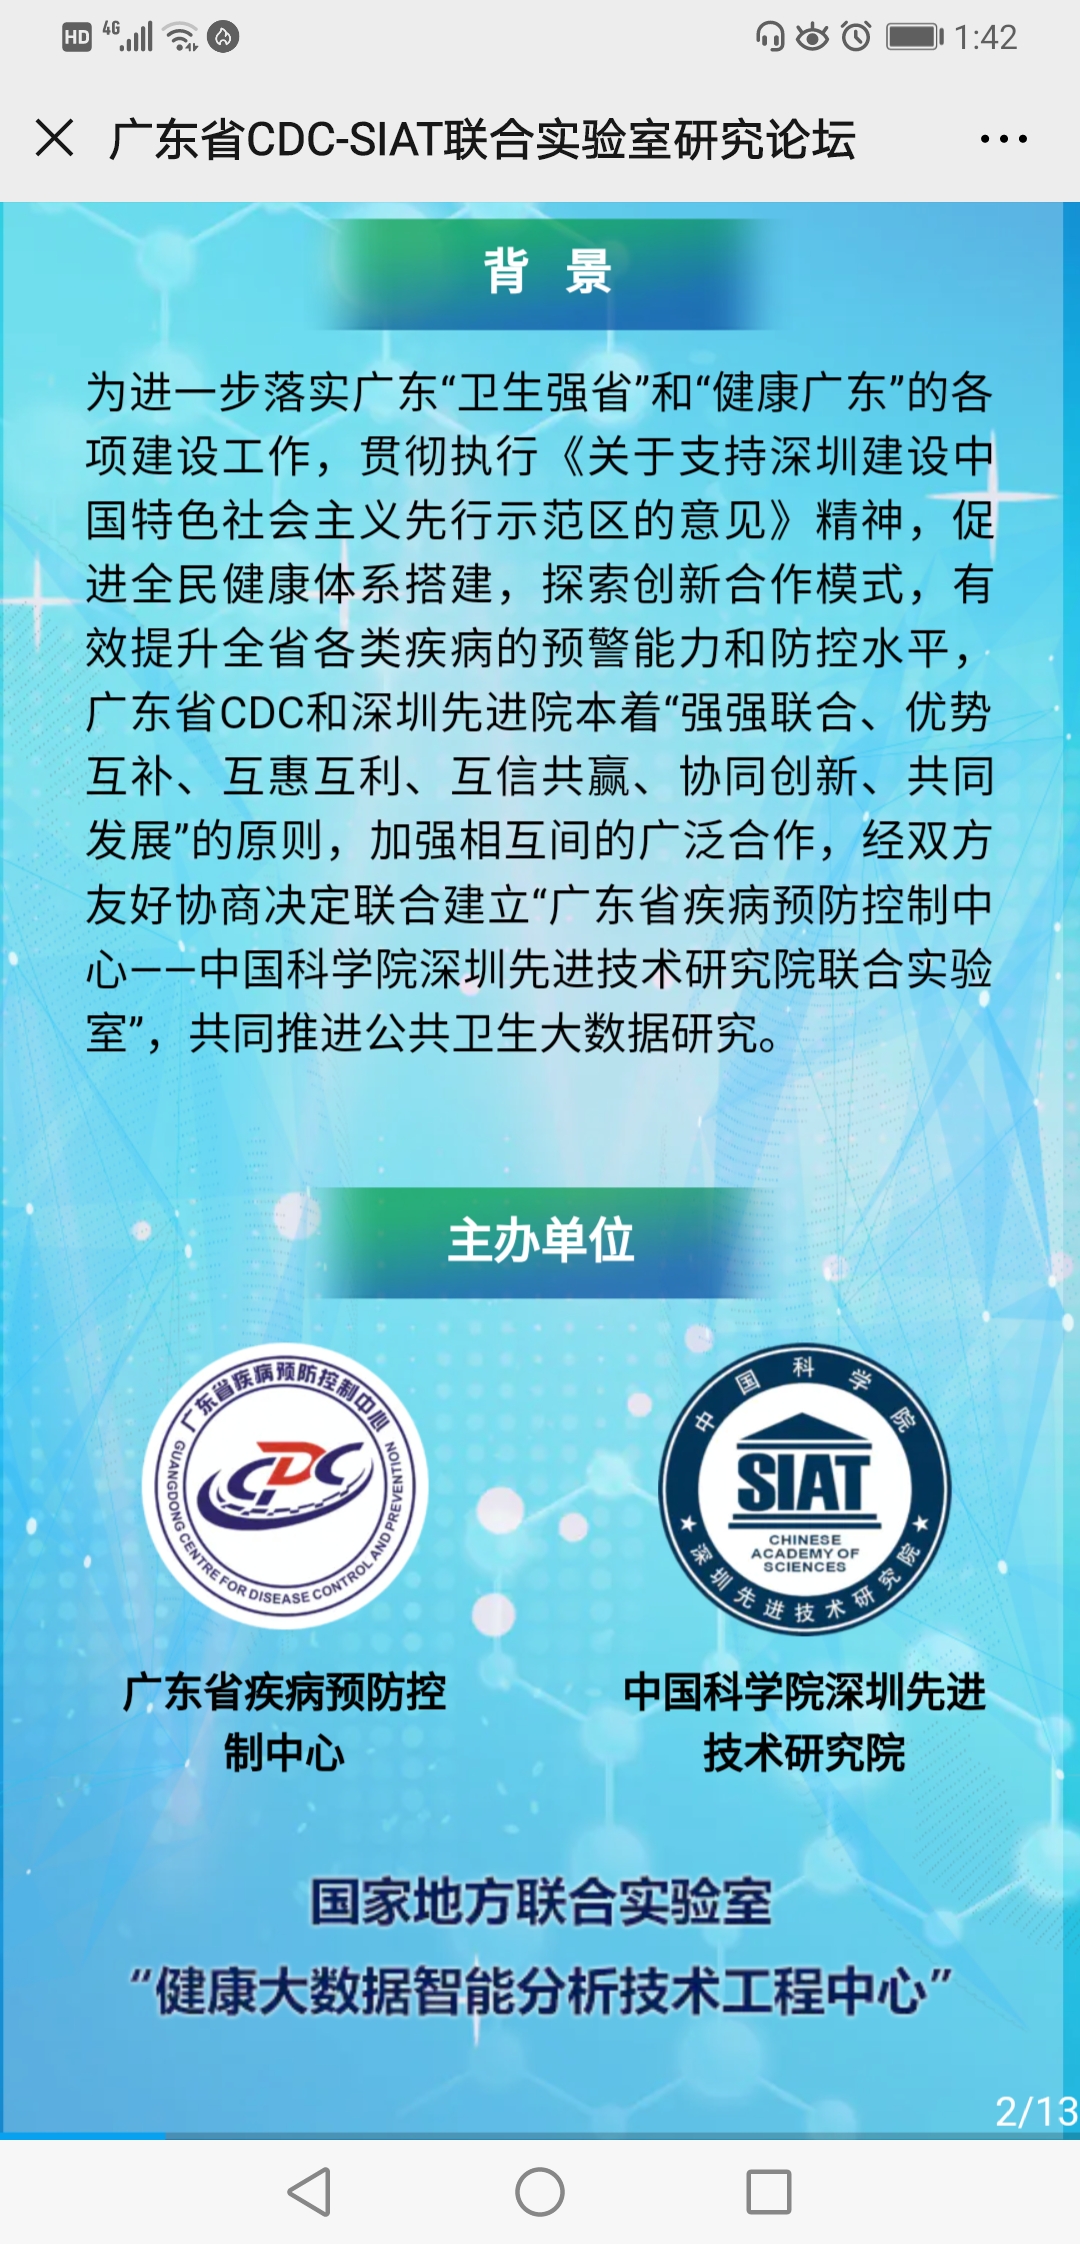 HD 4G 1:42
广东省CDC-SIAT联合实验室研究论坛
背 景
为进一步落实广东“卫生强省”和“健康广东”的各
项建设工作，贯彻执行《关于支持深圳建设中
国特色社会主义先行示范区的意见》精神，促
进全民健康体系搭建，探索创新合作模式，有
效提升全省各类疾病的预警能力和防控水平，
广东省CDC和深圳先进院本着“强强联合、优势
互补、互惠互利、互信共赢、协同创新、共同
发展”的原则，加强相互间的广泛合作，经双方
友好协商决定联合建立“广东省疾病预防控制中
心——中国科学院深圳先进技术研究院联合实验
室”，共同推进公共卫生大数据研究。
主办单位
广东省疾病预防控制中心
CDC
GUANGDONG CENTRE FOR DISEASE CONTROL AND PREVENTION
中国科学院
SIAT
CHINESE
ACADEMY OF
SCIENCES
深圳先进技术研究院
广东省疾病预防控
制中心
中国科学院深圳先进
技术研究院
国家地方联合实验室
“健康大数据智能分析技术工程中心”
2/13